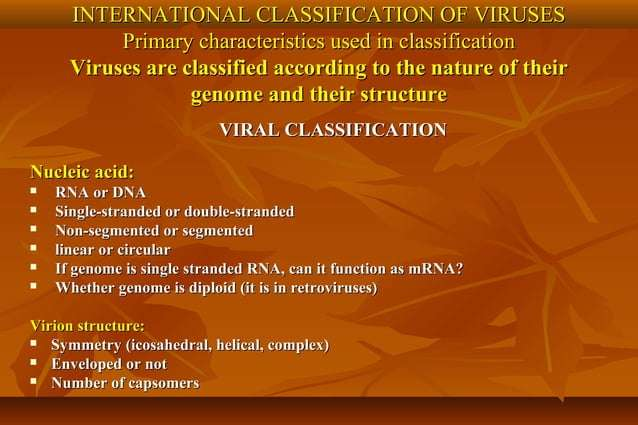 INTERNATIONAL CLASSIFICATION OF VIRUSES
Primary characteristics used in classification
Viruses are classified according to the nature of their
genome and their structure
VIRAL CLASSIFICATION
Nucleic acid:
RNA or DNA
Single-stranded or double-stranded
Non-segmented or segmented
linear or circular
If genome is single stranded RNA, can it function as mRNA?
Whether genome is diploid (it is in retroviruses)
Virion structure:
Symmetry (icosahedral, helical, complex)
Enveloped or not
Number of capsomers